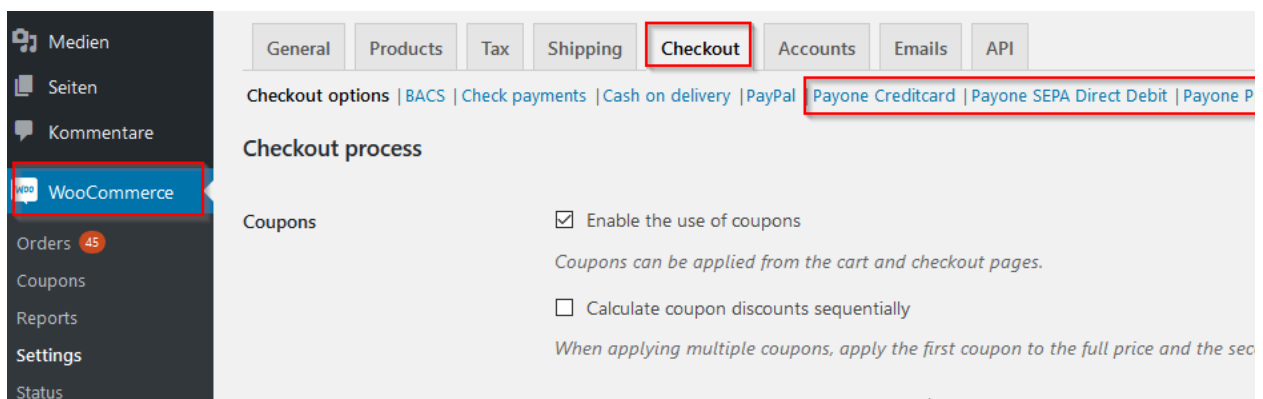 Medien
Seiten
Kommentare
WooCommerce
Orders 45
Coupons
Reports
Settings
Status
General Products Tax Shipping Checkout Accounts Emails API
Checkout options | BACS | Check payments | Cash on delivery | PayPal | Payone Creditcard | Payone SEPA Direct Debit | Payone P
Checkout process
Coupons
Enable the use of coupons
Coupons can be applied from the cart and checkout pages.
Calculate coupon discounts sequentially
When applying multiple coupons, apply the first coupon to the full price and the sec